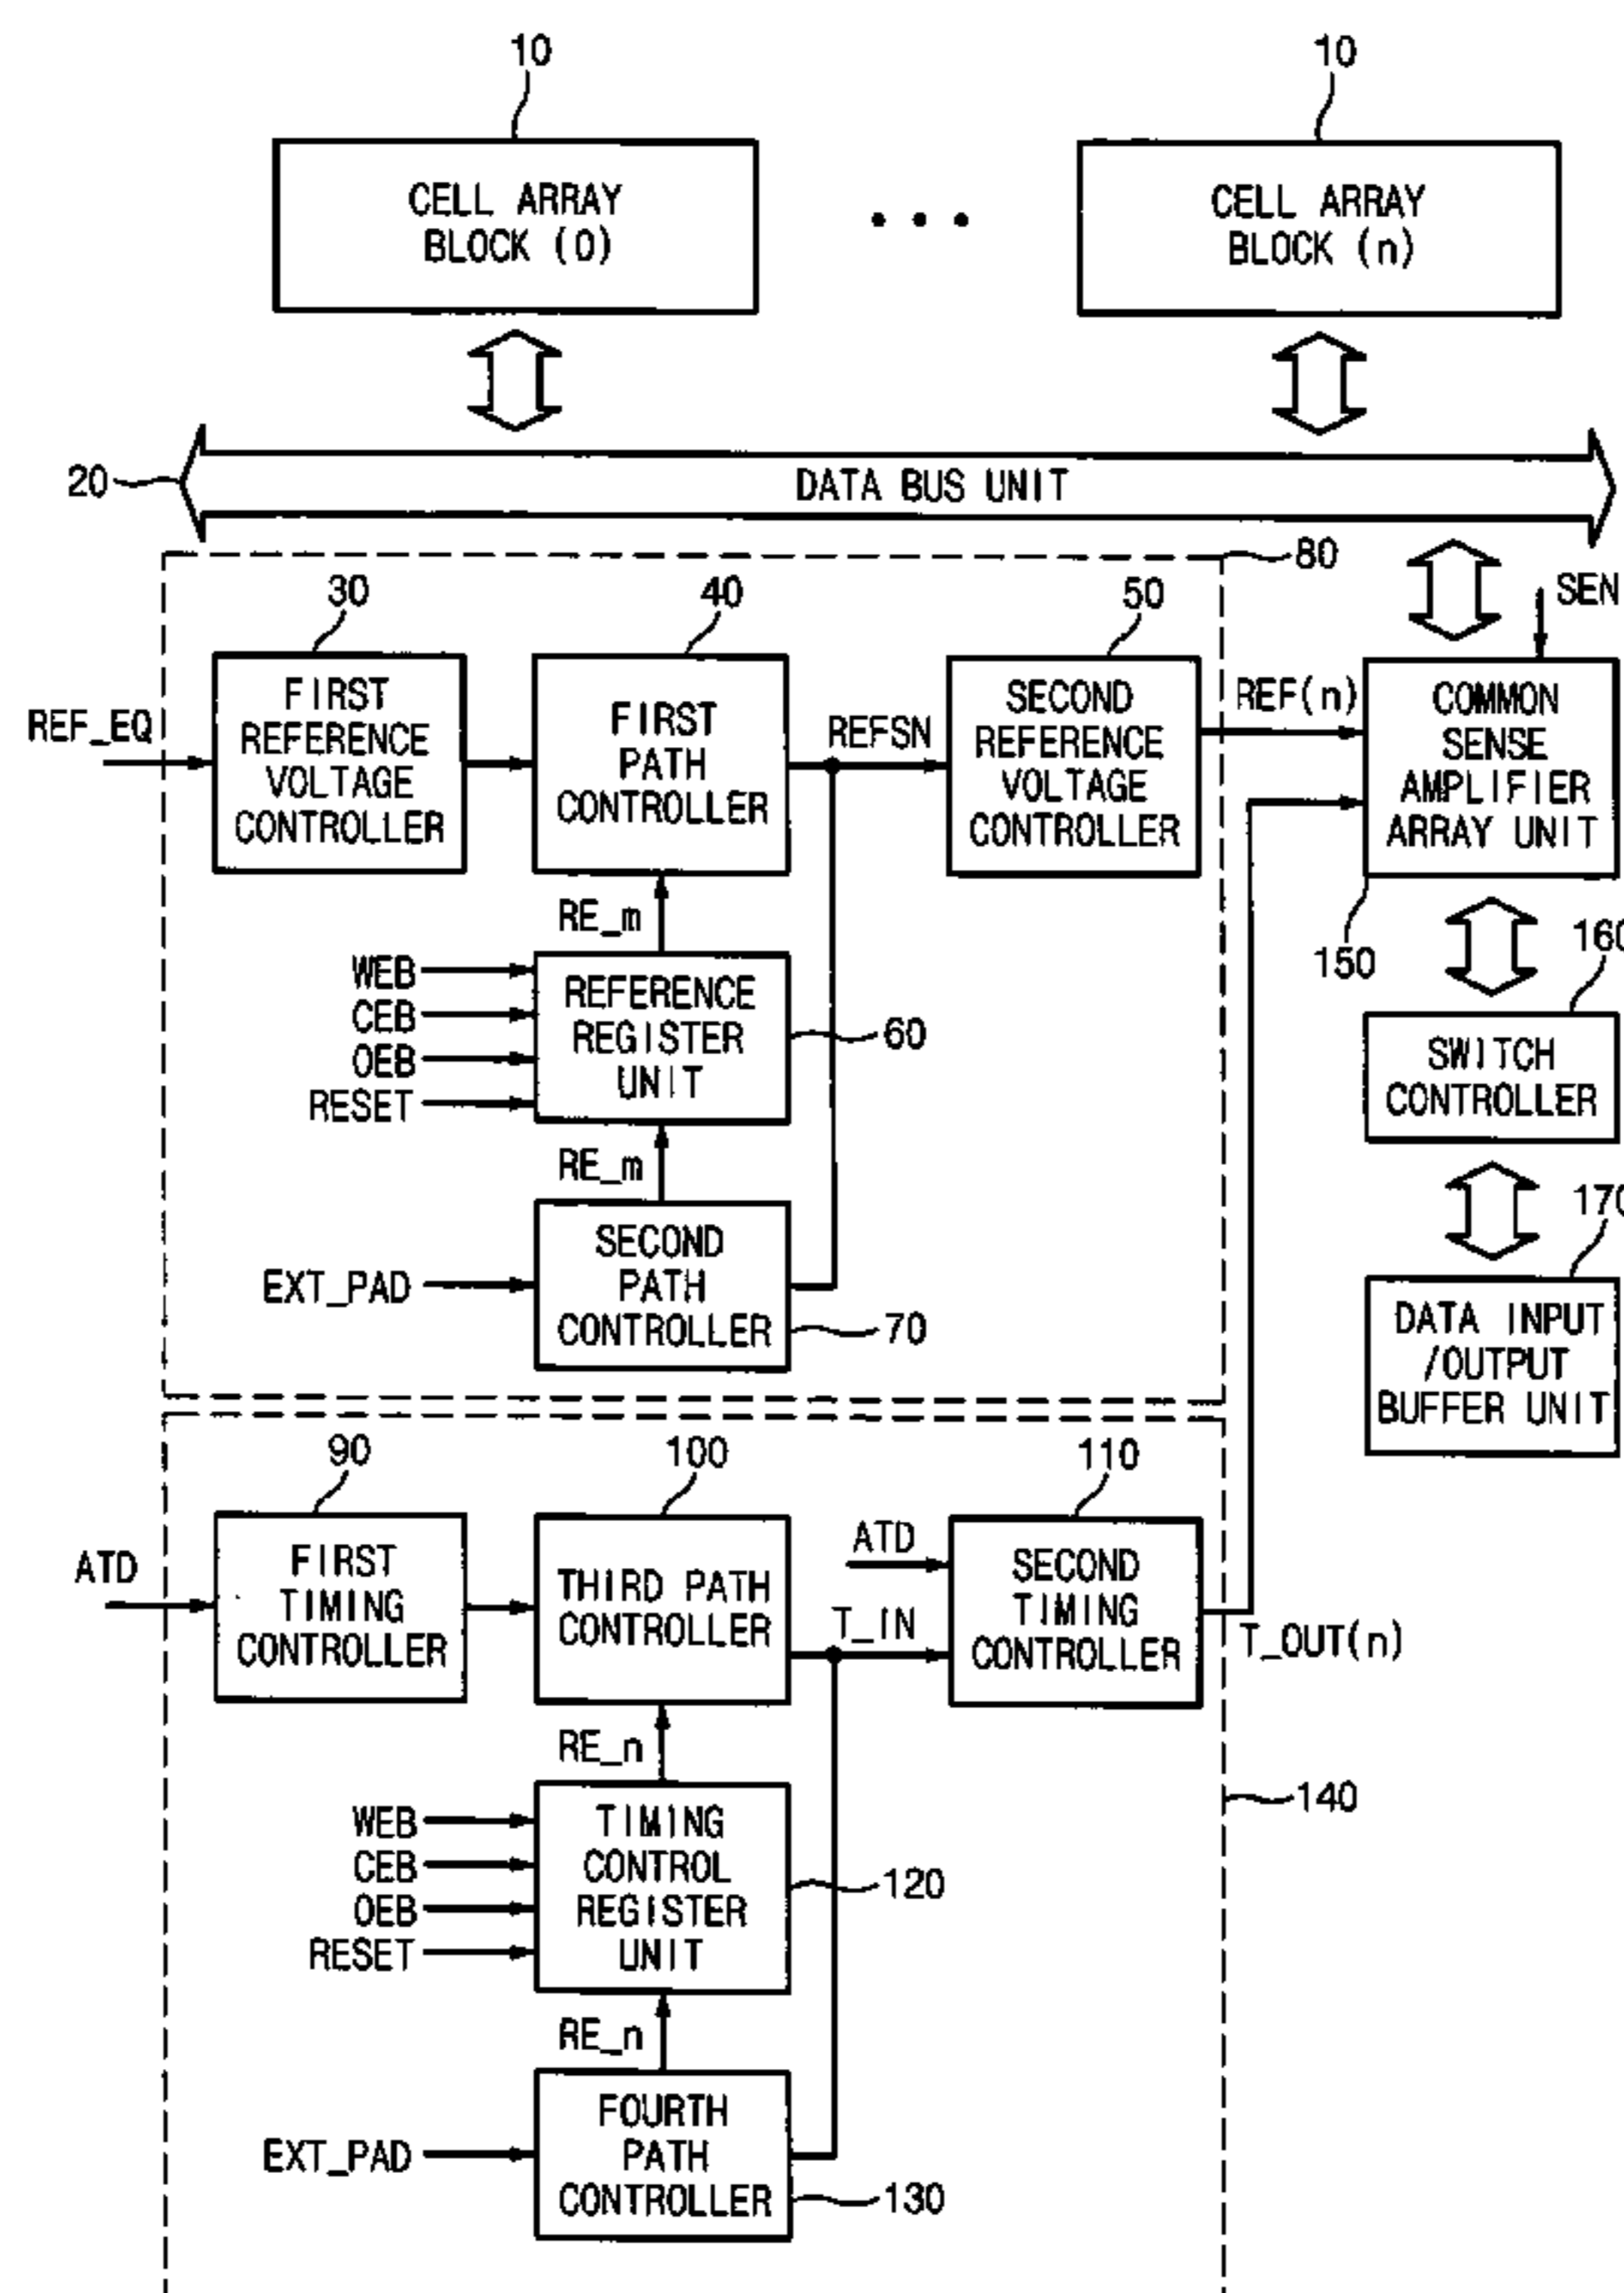 10
10
CELL ARRAY
BLOCK (0)
• • •
CELL ARRAY
BLOCK (n)
20
DATA BUS UNIT
80
30
40
50
SEN
REF_EQ
FIRST
REFERENCE
VOLTAGE
CONTROLLER
FIRST
PATH
CONTROLLER
REFSN
SECOND
REFERENCE
VOLTAGE
CONTROLLER
REF(n)
COMMON
SENSE
AMPLIFIER
ARRAY UNIT
150
RE_m
WEB
CEB
OEB
RESET
REFERENCE
REGISTER
UNIT
60
160
SWITCH
CONTROLLER
RE_m
EXT_PAD
SECOND
PATH
CONTROLLER
70
170
DATA INPUT
/OUTPUT
BUFFER UNIT
90
100
110
ATD
FIRST
TIMING
CONTROLLER
THIRD PATH
CONTROLLER
ATD
T_IN
SECOND
TIMING
CONTROLLER
T_OUT(n)
RE_n
WEB
CEB
OEB
RESET
TIMING
CONTROL
REGISTER
UNIT
120
140
RE_n
EXT_PAD
FOURTH
PATH
CONTROLLER
130